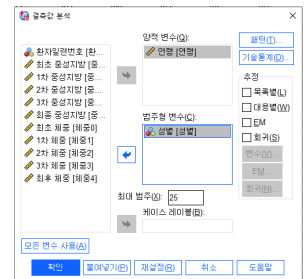 결측값 분석
양적 변수(Q):
연령 [연령]
패턴(T)...
기술통계(D)...
환자일련번호 [환...
최초 중성지방 [중...
1차 중성지방 [중...
2차 중성지방 [중...
3차 중성지방 [중...
최종 중성지방 [중...
최초 체중 [체중0]
1차 체중 [체중1]
2차 체중 [체중2]
3차 체중 [체중3]
최후 체중 [체중4]
추정
목록별(L)
대응별(W)
EM
회귀(S)
변수(V)...
EM...
회귀(N)...
범주형 변수(C):
성별 [성별]
최대 범주(X): 25
케이스 레이블(B):
모든 변수 사용(A)
확인 붙여넣기(P) 재설정(R) 취소 도움말